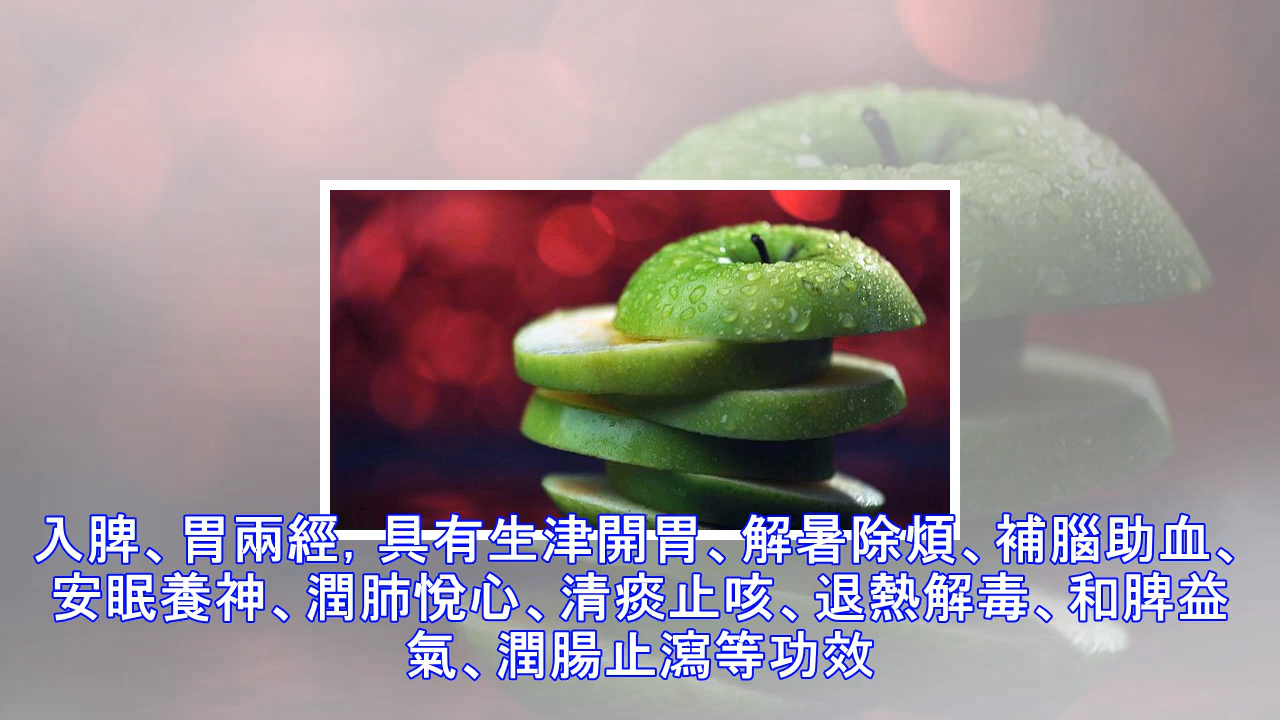 入脾、胃兩經, 具有生津開胃、解暑除煩、補腦助血、
安眠養神、潤肺悅心、清痰止咳、退熱解毒、和脾益
氣、潤腸止瀉等功效